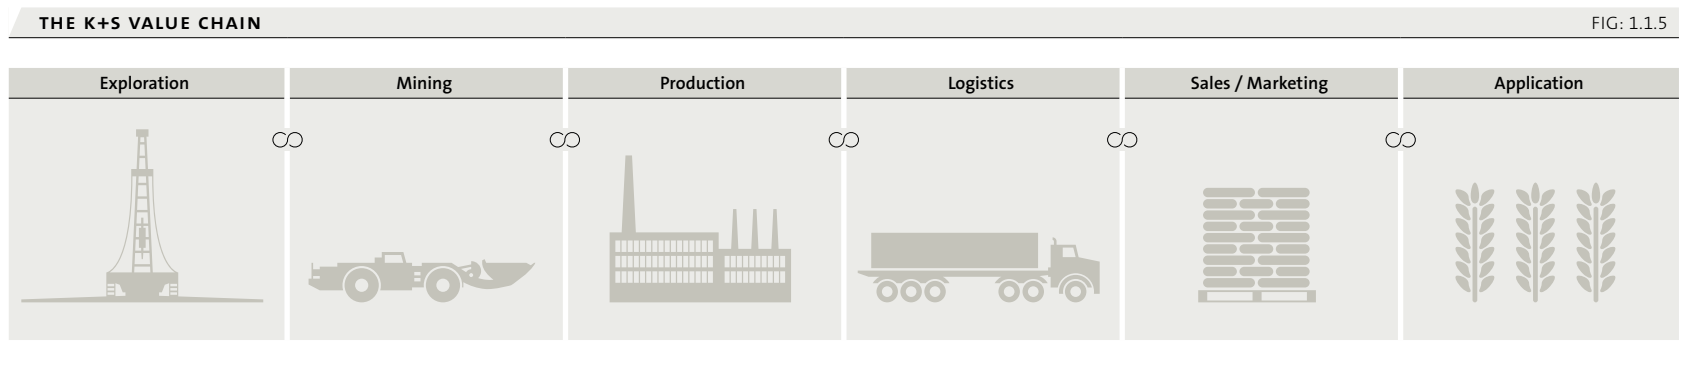 THE K+S VALUE CHAIN
FIG: 1.1.5
Exploration
Mining
Production
Logistics
Sales / Marketing
Application